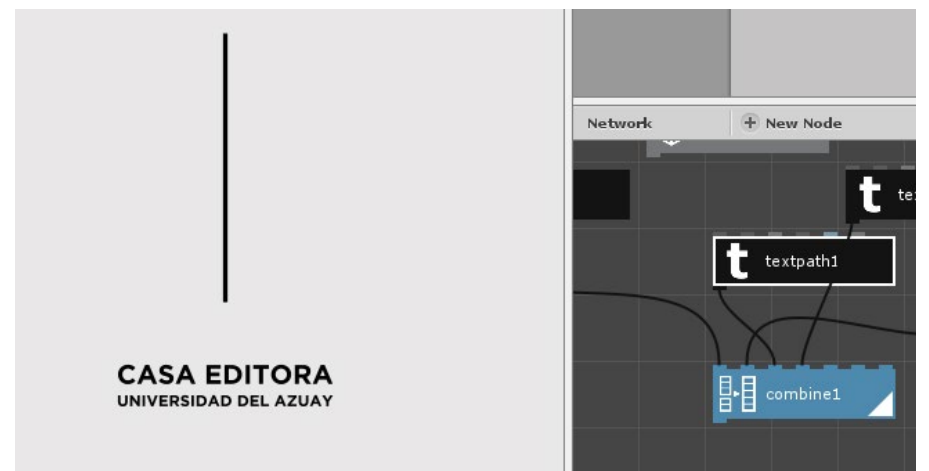 CASA EDITORA
UNIVERSIDAD DEL AZUAY
Network
New Node
textpath1
combine1